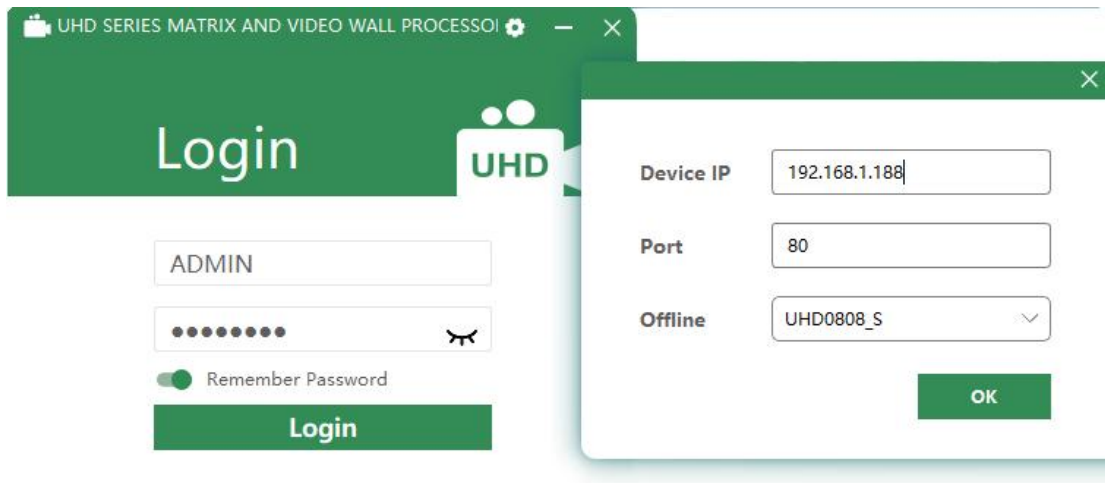 UHD SERIES MATRIX AND VIDEO WALL PROCESSOI
Login
UHD
ADMIN
●●●●●●●●
Remember Password
Login
Device IP
192.168.1.188
Port
80
Offline
UHD0808_S
OK